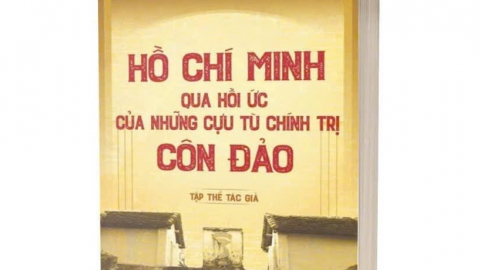 HỒ CHÍ MINH
QUA HỒI ỨC
CỦA NHỮNG CỰU TÙ CHÍNH TRỊ
CÔN ĐẢO
TẬP THỂ TÁC GIẢ